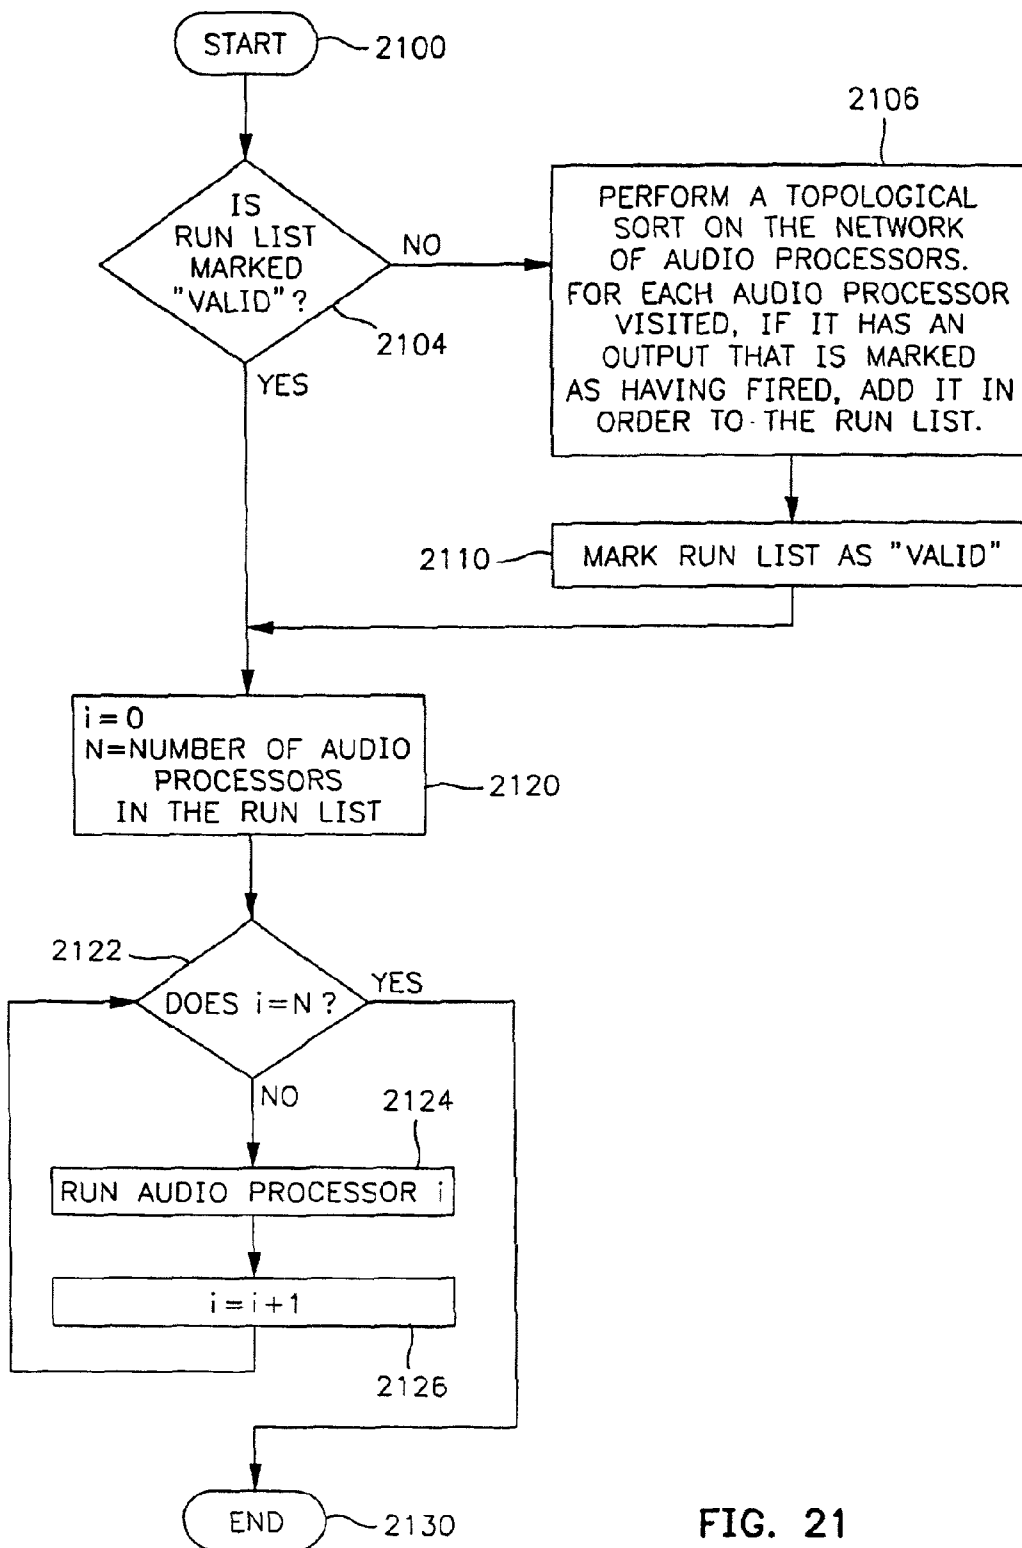 START
2100
2106
IS
RUN LIST
MARKED
"VALID"?
NO
2104
YES
PERFORM A TOPOLOGICAL
SORT ON THE NETWORK
OF AUDIO PROCESSORS.
FOR EACH AUDIO PROCESSOR
VISITED, IF IT HAS AN
OUTPUT THAT IS MARKED
AS HAVING FIRED, ADD IT IN
ORDER TO THE RUN LIST.
2110
MARK RUN LIST AS "VALID"
i=0
N=NUMBER OF AUDIO
PROCESSORS
IN THE RUN LIST
2120
2122
DOES i=N?
YES
NO
2124
RUN AUDIO PROCESSOR i
i=i+1
2126
END
2130
FIG. 21